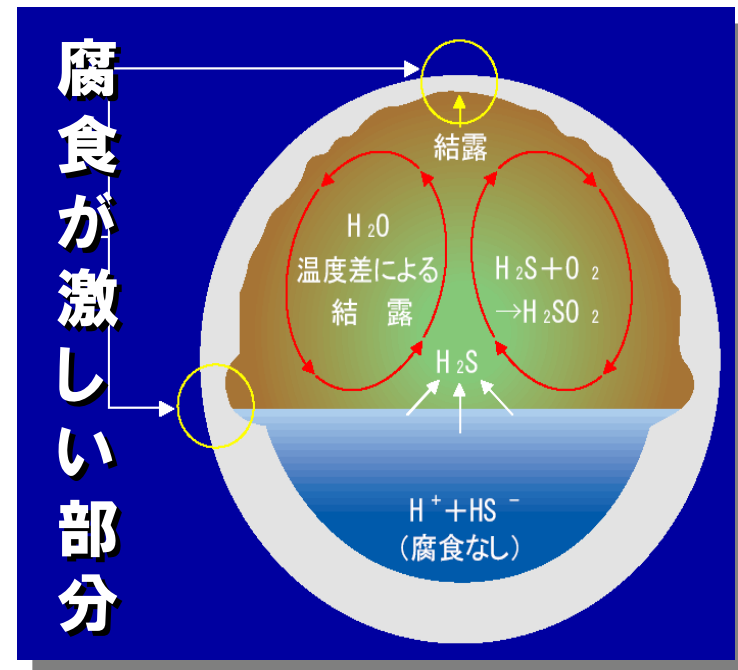 腐食が激しい部分
結露
H₂O
温度差による
結　露
H₂S＋O₂
→H₂SO₂
H₂S
H⁺＋HS⁻
（腐食なし）